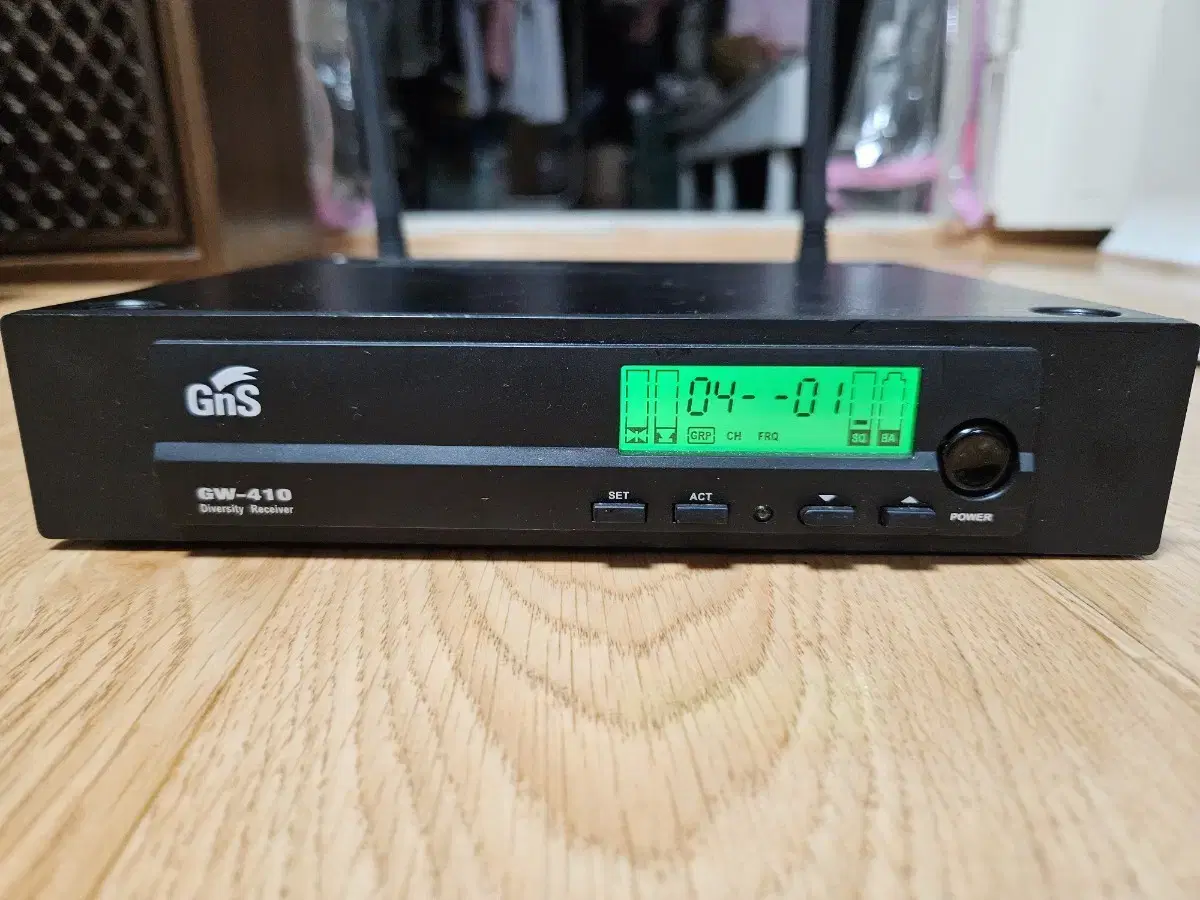 GnS
04--01
GRP CH FRQ SQ BA
GW-410
Diversity Receiver
SET ACT POWER